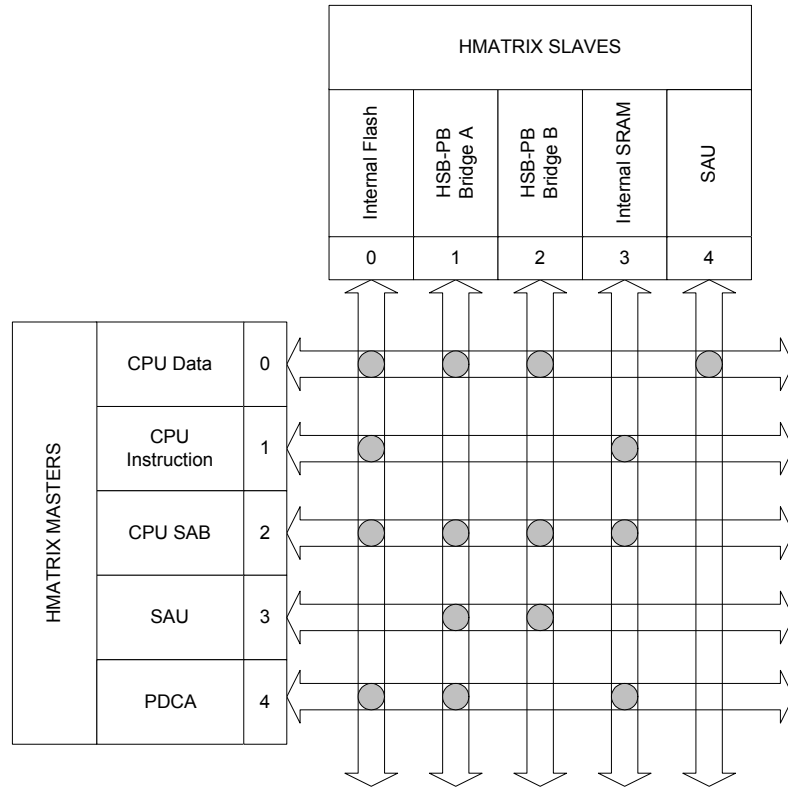 HMATRIX SLAVES
Internal Flash
HSB-PB
Bridge A
HSB-PB
Bridge B
Internal SRAM
SAU
0
1
2
3
4
HMATRIX MASTERS
CPU Data
0
CPU
Instruction
1
CPU SAB
2
SAU
3
PDCA
4